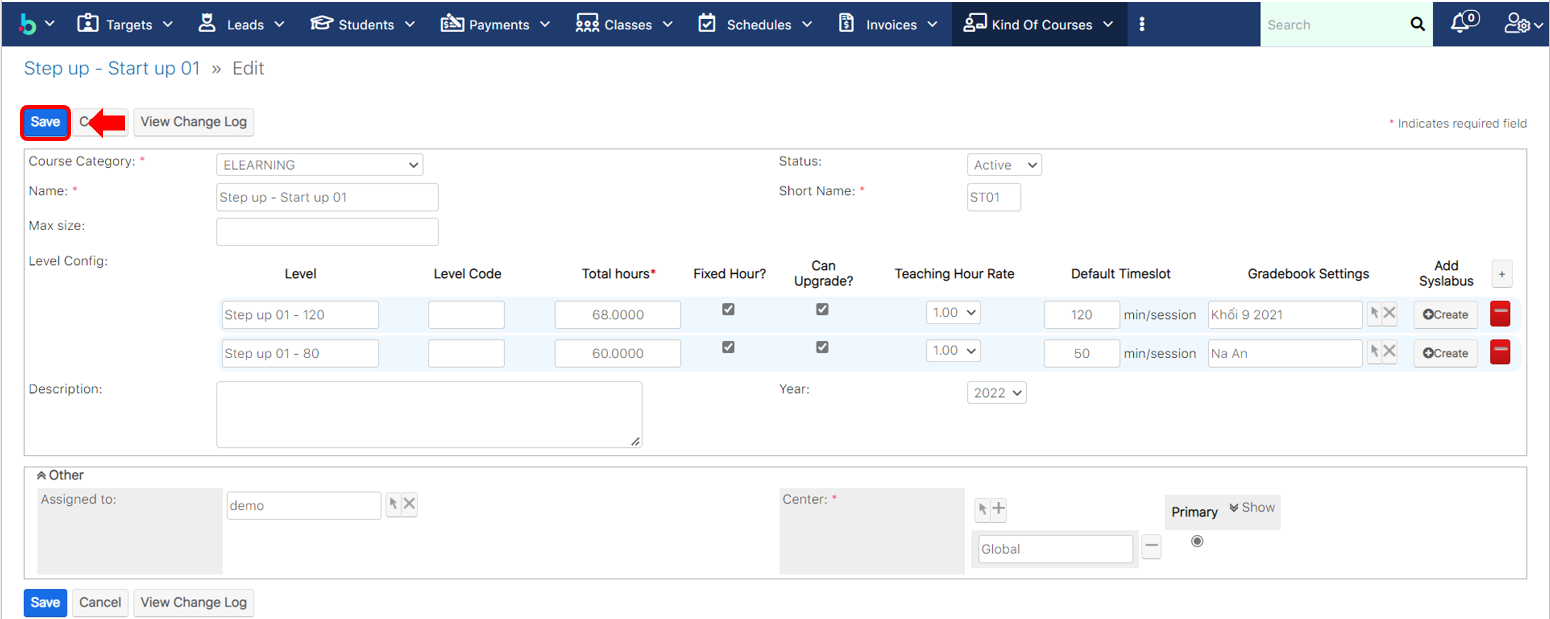 Targets Leads Students Payments Classes Schedules Invoices Kind Of Courses Search 0
Step up - Start up 01 » Edit
Save View Change Log
* Indicates required field
Course Category: * ELEARNING Status: Active
Name: * Step up - Start up 01 Short Name: * ST01
Max size:
Level Config:
Level Level Code Total hours* Fixed Hour? Can Upgrade? Teaching Hour Rate Default Timeslot Gradebook Settings Add Syslabus +
Step up 01 - 120 68.0000 1.00 120 min/session Khối 9 2021 Create
Step up 01 - 80 60.0000 1.00 50 min/session Na An Create
Description: Year: 2022
Other
Assigned to: demo Center: * Primary Show
Global
Save Cancel View Change Log